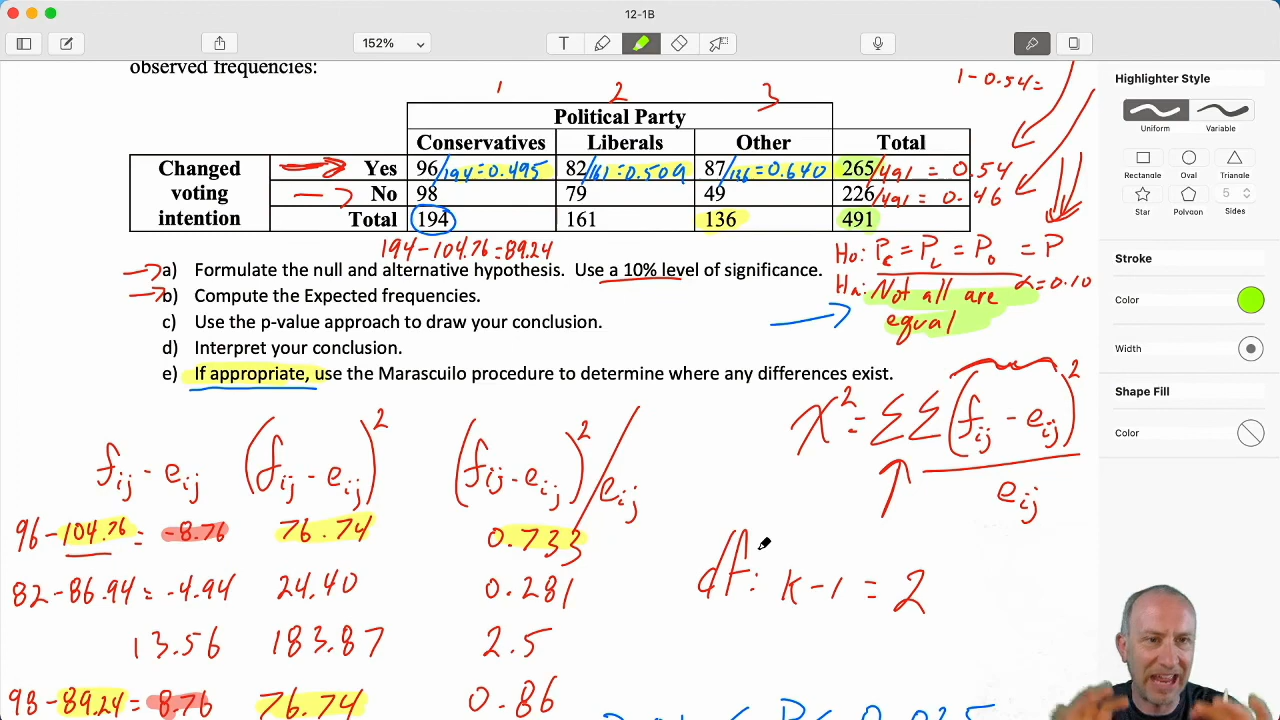 12-1B
152%
T
observed frequencies:
1 2 3
1 - 0.54 =
Political Party
Conservatives Liberals Other Total
Changed voting intention
Yes 96/194 = 0.495 82/161 = 0.509 87/136 = 0.640 265/491 = 0.54
No 98 79 49 226/491 = 0.46
Total 194 161 136 491
194 - 104.76 = 89.24
a) Formulate the null and alternative hypothesis. Use a 10% level of significance.
b) Compute the Expected frequencies.
c) Use the p-value approach to draw your conclusion.
d) Interpret your conclusion.
e) If appropriate, use the Marascuilo procedure to determine where any differences exist.
Ho: Pc = PL = Po = P
Ha: Not all are equal α = 0.10
χ² = ΣΣ (fij - eij)² / eij
fij - eij (fij - eij)² (fij - eij)² / eij
96 - 104.76 = -8.76 76.74 0.733
82 - 86.94 = -4.94 24.40 0.281
13.56 183.87 2.5
98 - 89.24 = 8.76 76.74 0.86
df: k - 1 = 2
Highlighter Style
Uniform Variable
Rectangle Oval Triangle
Star Polygon 5 Sides
Stroke
Color
Width
Shape Fill
Color